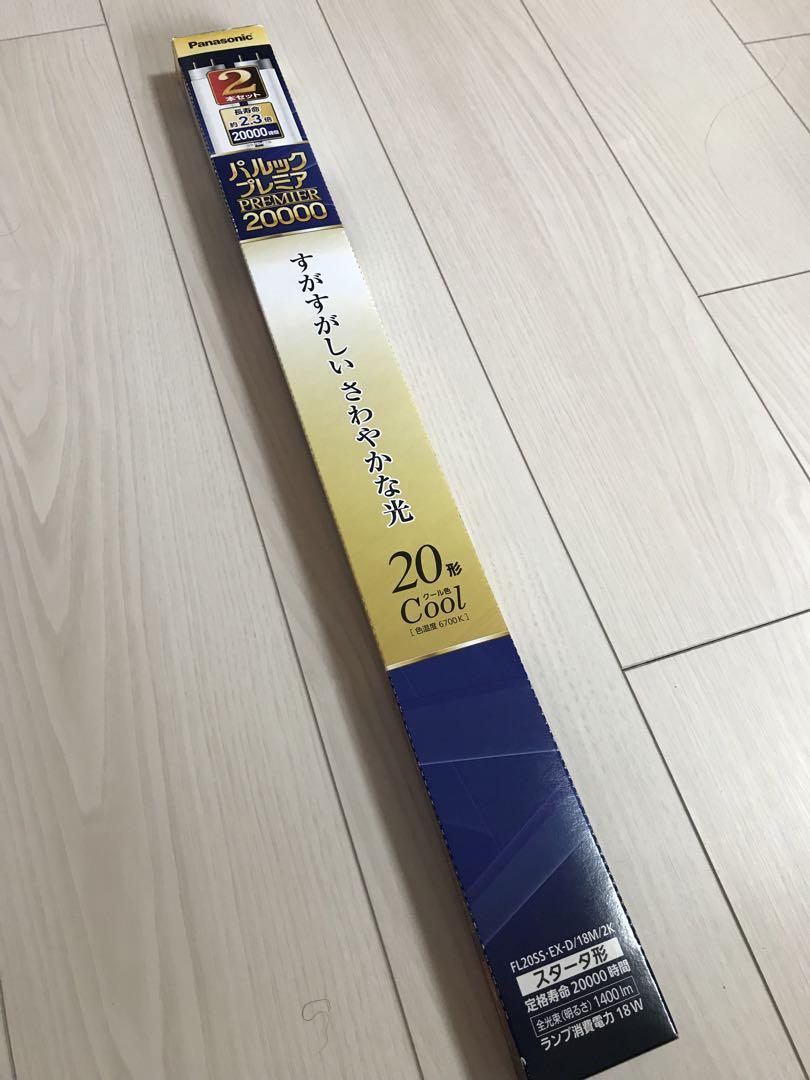 Panasonic
2
本セット
長寿命
約2.3倍
20000時間
パルック
プレミア
PREMIER
20000
すがすがしい さわやかな光
20形
クール色
Cool
[色温度 6700K]
FL20SS・EX-D/18M/2K
スタータ形
定格寿命 20000時間
全光束(明るさ) 1400 lm
ランプ消費電力 18W